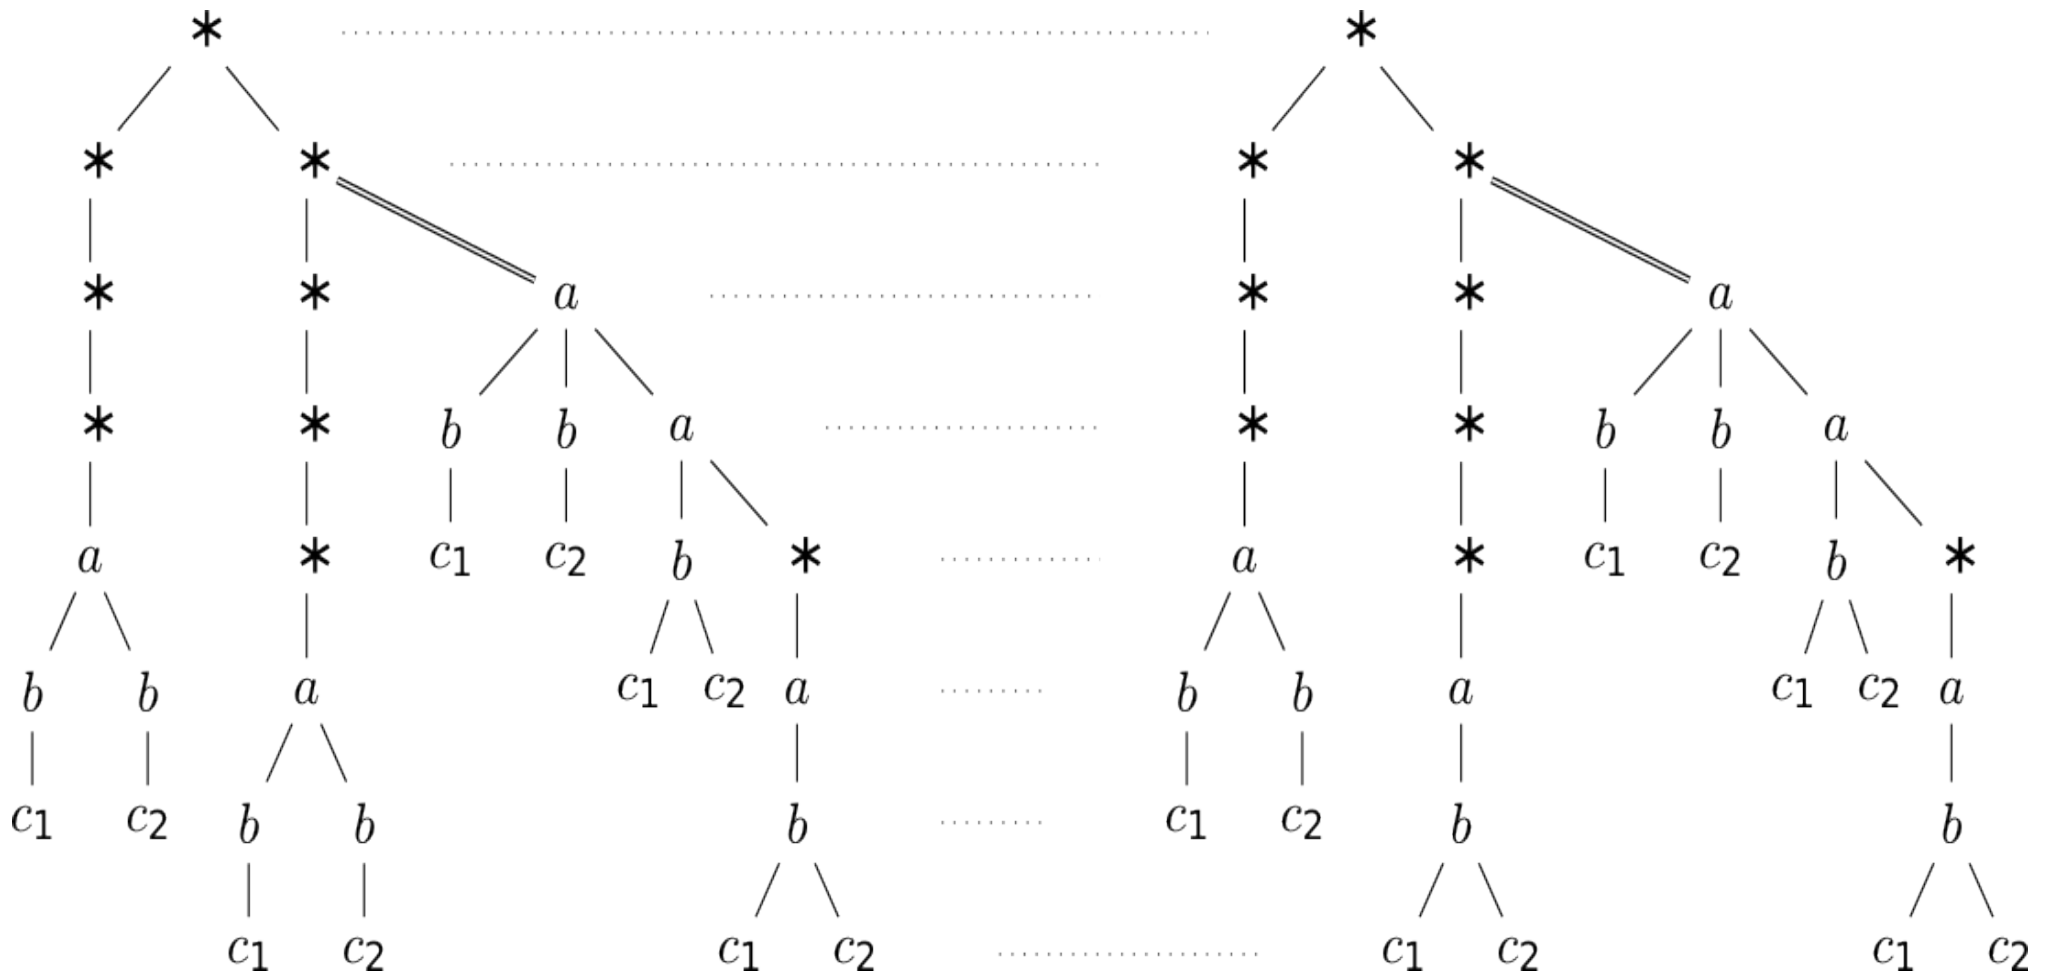 * *
* * * *
* * a * * a
* * b b a * * b b a
a * c1 c2 b * a * c1 c2 b *
b b a c1 c2 a b b a c1 c2 a
c1 c2 b b b c1 c2 b b
c1 c2 c1 c2 c1 c2 c1 c2